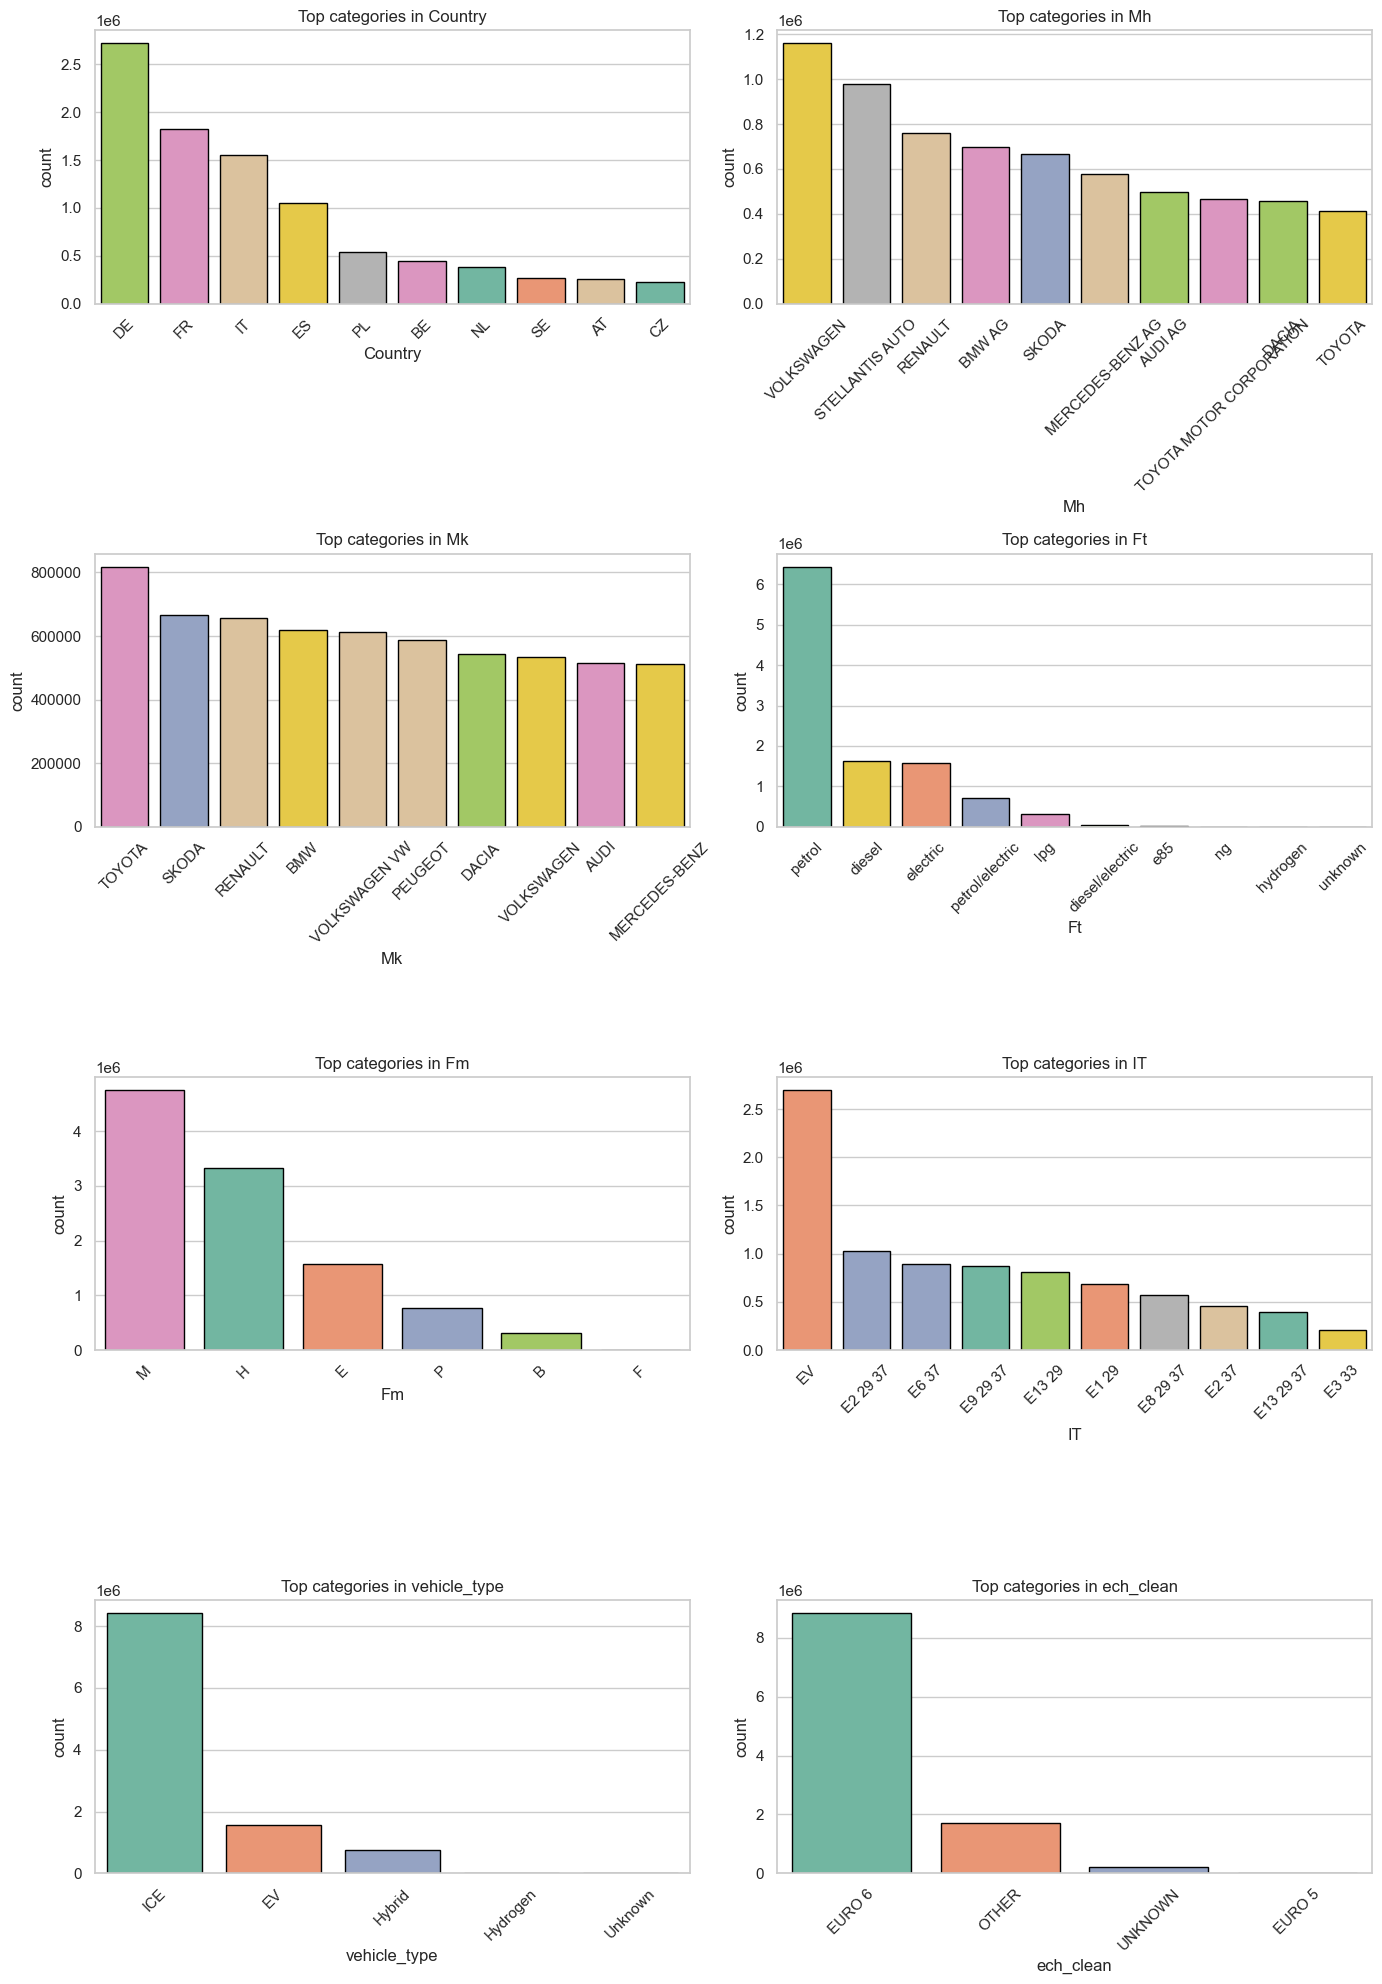 Top categories in Country
1e6
2.5
2.0
1.5
1.0
0.5
0.0
count
DE
FR
IT
ES
PL
BE
NL
SE
AT
CZ
Country
Top categories in Mh
1e6
1.2
1.0
0.8
0.6
0.4
0.2
0.0
count
VOLKSWAGEN
STELLANTIS AUTO
RENAULT
BMW AG
SKODA
MERCEDES-BENZ AG
AUDI AG
TOYOTA MOTOR CORPORATION
DACIA
TOYOTA
Mh
Top categories in Mk
800000
600000
400000
200000
0
count
TOYOTA
SKODA
RENAULT
BMW
VOLKSWAGEN VW
PEUGEOT
DACIA
VOLKSWAGEN
AUDI
MERCEDES-BENZ
Mk
Top categories in Ft
1e6
6
5
4
3
2
1
0
count
petrol
diesel
electric
petrol/electric
lpg
diesel/electric
e85
ng
hydrogen
unknown
Ft
Top categories in Fm
1e6
4
3
2
1
0
count
M
H
E
P
B
F
Fm
Top categories in IT
1e6
2.5
2.0
1.5
1.0
0.5
0.0
count
EV
E2 29 37
E6 37
E9 29 37
E13 29
E1 29
E8 29 37
E2 37
E13 29 37
E3 33
IT
Top categories in vehicle_type
1e6
8
6
4
2
0
count
ICE
EV
Hybrid
Hydrogen
Unknown
vehicle_type
Top categories in ech_clean
1e6
8
6
4
2
0
count
EURO 6
OTHER
UNKNOWN
EURO 5
ech_clean